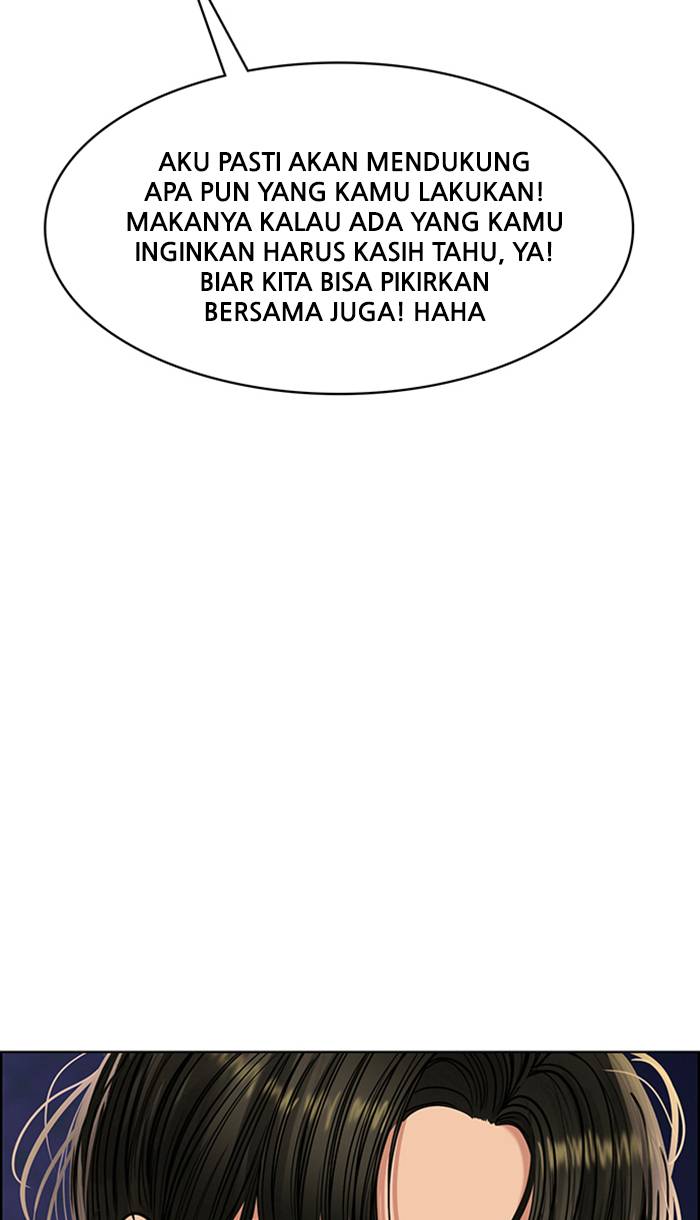 AKU PASTI AKAN MENDUKUNG
APA PUN YANG KAMU LAKUKAN!
MAKANYA KALAU ADA YANG KAMU
INGINKAN HARUS KASIH TAHU, YA!
BIAR KITA BISA PIKIRKAN
BERSAMA JUGA! HAHA